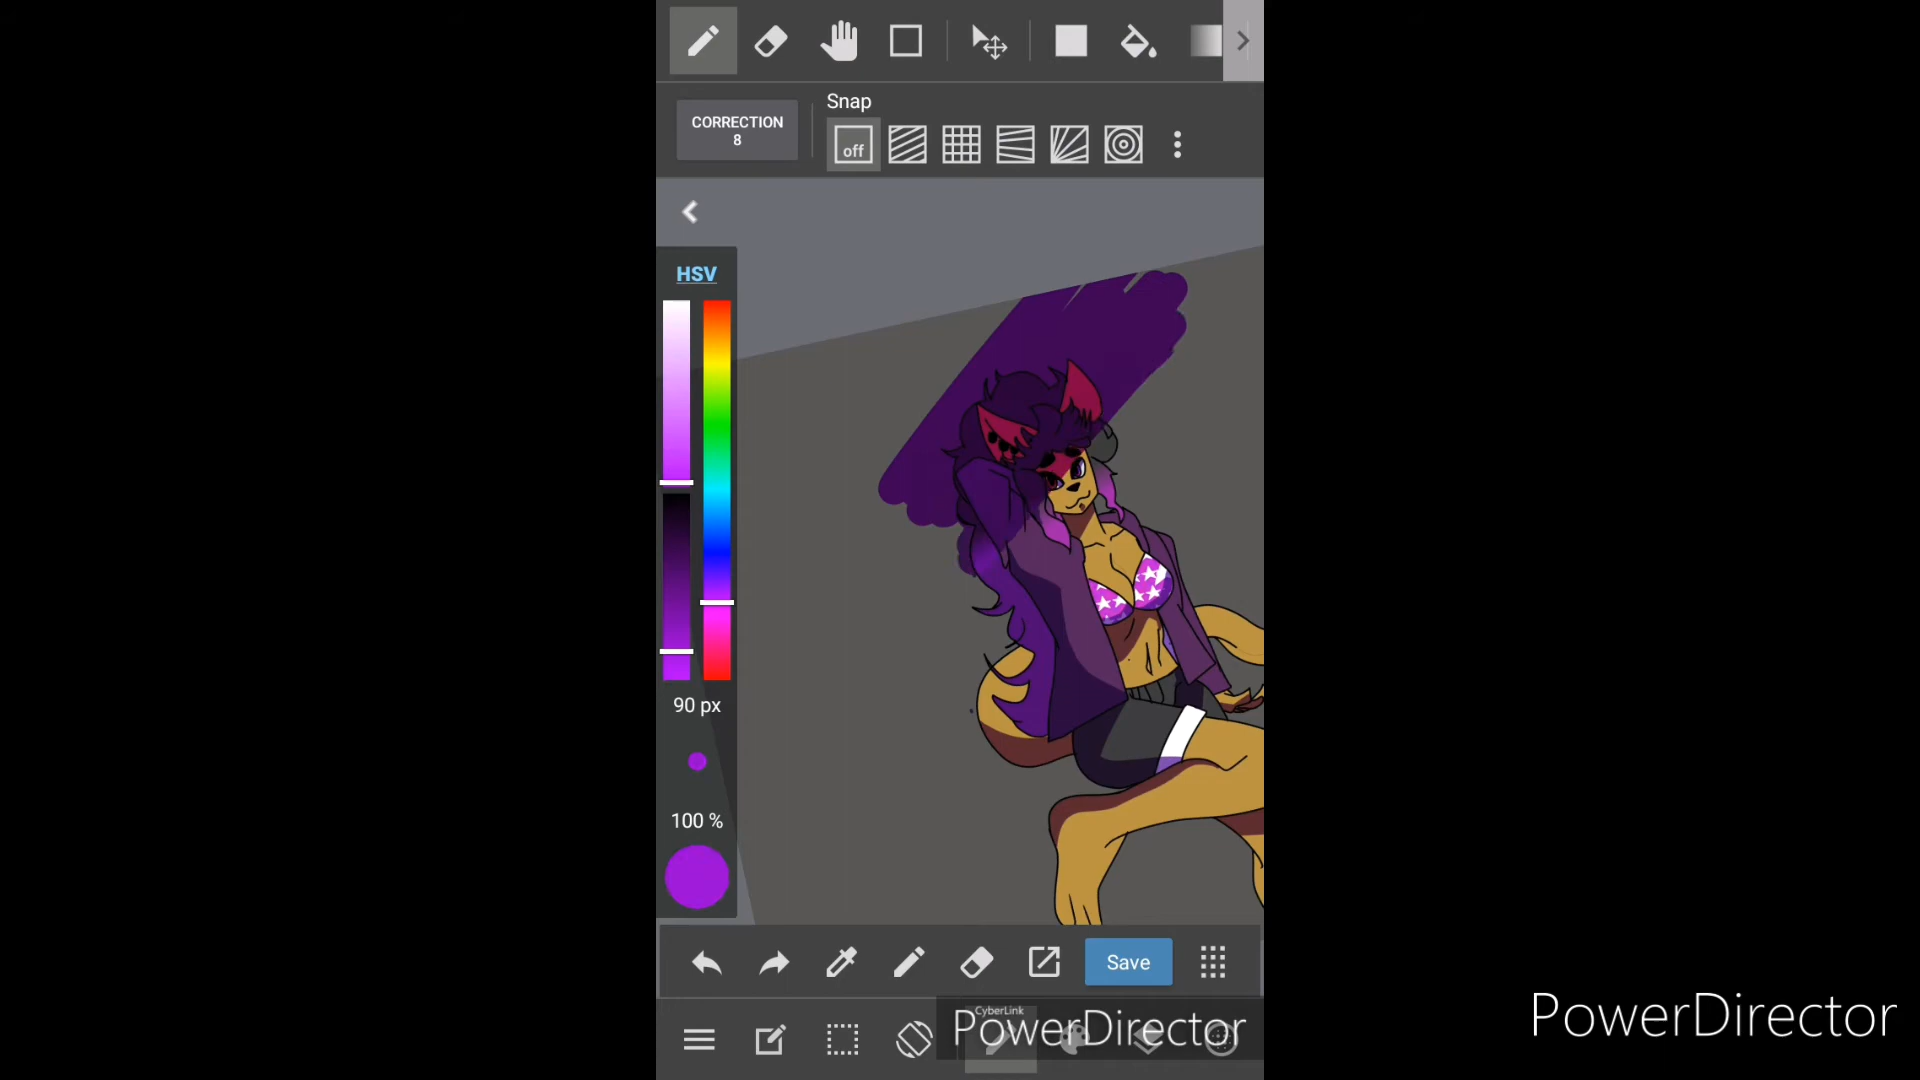 CORRECTION
8
Snap
off
HSV
90 px
100 %
Save
CyberLink
PowerDirector
PowerDirector